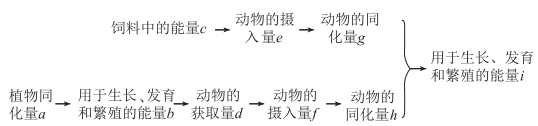 饲料中的能量c
动物的摄
入量e
动物的同
化量g
用于生长、发育
和繁殖的能量i
植物同
化量a
用于生长、发育
和繁殖的能量b
动物的
获取量d
动物的
摄入量f
动物的
同化量h